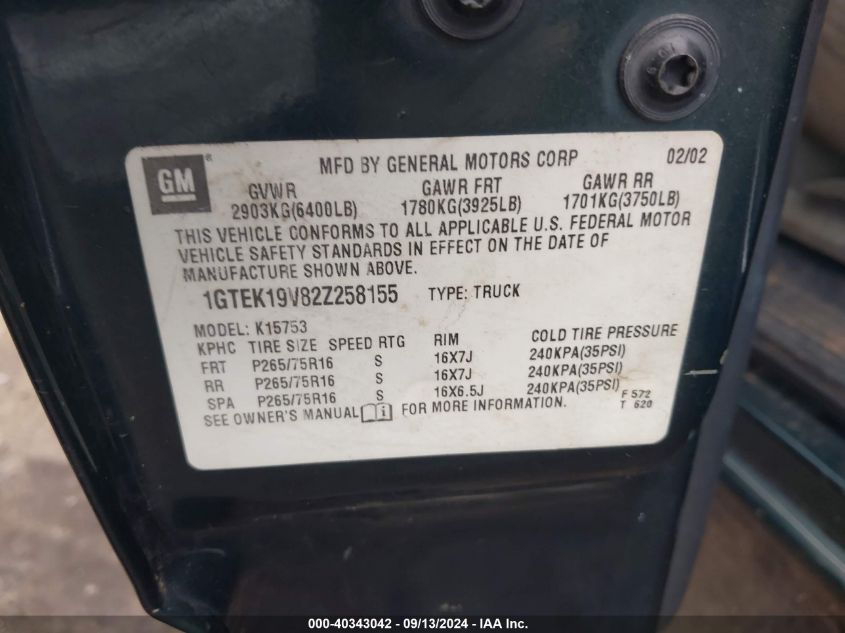 GM ® MFD BY GENERAL MOTORS CORP 02/02
GVWR GAWR FRT GAWR RR
2903KG(6400LB) 1780KG(3925LB) 1701KG(3750LB)
THIS VEHICLE CONFORMS TO ALL APPLICABLE U.S. FEDERAL MOTOR
VEHICLE SAFETY STANDARDS IN EFFECT ON THE DATE OF
MANUFACTURE SHOWN ABOVE.
1GTEK19V82Z258155 TYPE: TRUCK
MODEL: K15753
KPHC TIRE SIZE SPEED RTG RIM COLD TIRE PRESSURE
FRT P265/75R16 S 16X7J 240KPA(35PSI)
RR P265/75R16 S 16X7J 240KPA(35PSI)
SPA P265/75R16 S 16X6.5J 240KPA(35PSI)
SEE OWNER'S MANUAL i FOR MORE INFORMATION.
F 572
T 620
000-40343042 - 09/13/2024 - IAA Inc.